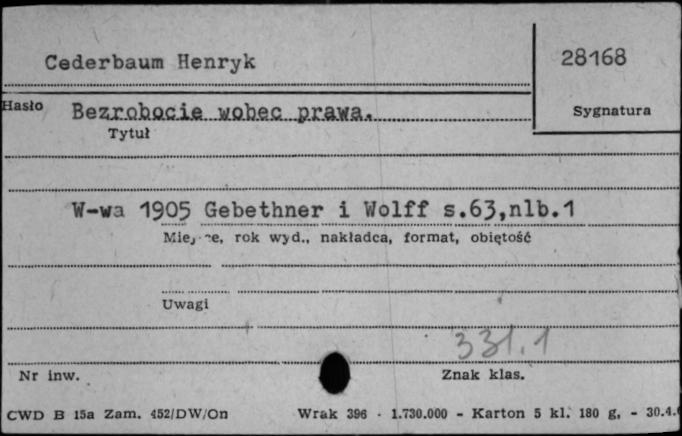 Cederbaum Henryk
28168
Hasło
Bezrobocie wobec prawa.
Sygnatura
Tytuł
W-wa 1905 Gebethner i Wolff s.63,nlb.1
rok wyd., nakładca, format, obiętość
Uwagi
331.1
Nr inw.
Znak klas.
CWD B 15a Zam. 452/DW/On Wrak 396 - 1.730.000 - Karton 5 kl. 180 g, - 30.4.